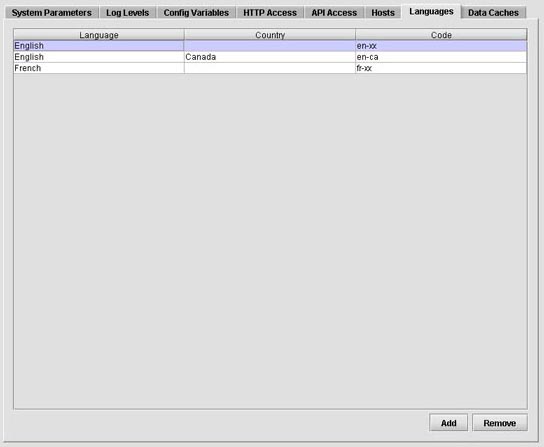 System Parameters Log Levels Config Variables HTTP Access API Access Hosts Languages Data Caches
Language Country Code
English en-xx
English Canada en-ca
French fr-xx
Add Remove